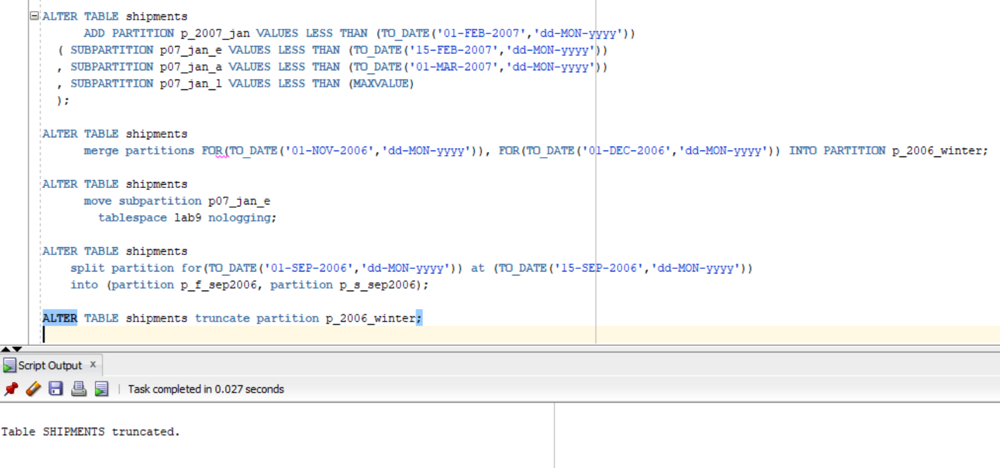 ALTER TABLE shipments
ADD PARTITION p_2007_jan VALUES LESS THAN (TO_DATE('01-FEB-2007','dd-MON-yyyy'))
( SUBPARTITION p07_jan_e VALUES LESS THAN (TO_DATE('15-FEB-2007','dd-MON-yyyy'))
, SUBPARTITION p07_jan_a VALUES LESS THAN (TO_DATE('01-MAR-2007','dd-MON-yyyy'))
, SUBPARTITION p07_jan_l VALUES LESS THAN (MAXVALUE)
);
ALTER TABLE shipments
merge partitions FOR(TO_DATE('01-NOV-2006','dd-MON-yyyy')), FOR(TO_DATE('01-DEC-2006','dd-MON-yyyy')) INTO PARTITION p_2006_winter;
ALTER TABLE shipments
move subpartition p07_jan_e
tablespace lab9 nologging;
ALTER TABLE shipments
split partition for(TO_DATE('01-SEP-2006','dd-MON-yyyy')) at (TO_DATE('15-SEP-2006','dd-MON-yyyy'))
into (partition p_f_sep2006, partition p_s_sep2006);
ALTER TABLE shipments truncate partition p_2006_winter;
Script Output x
Task completed in 0.027 seconds
Table SHIPMENTS truncated.